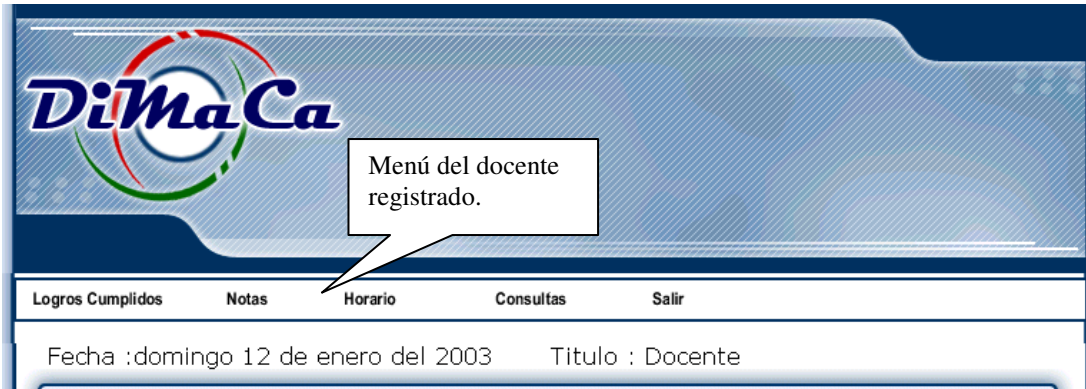 DiMaCa
Menú del docente
registrado.
Logros Cumplidos Notas Horario Consultas Salir
Fecha :domingo 12 de enero del 2003 Titulo : Docente